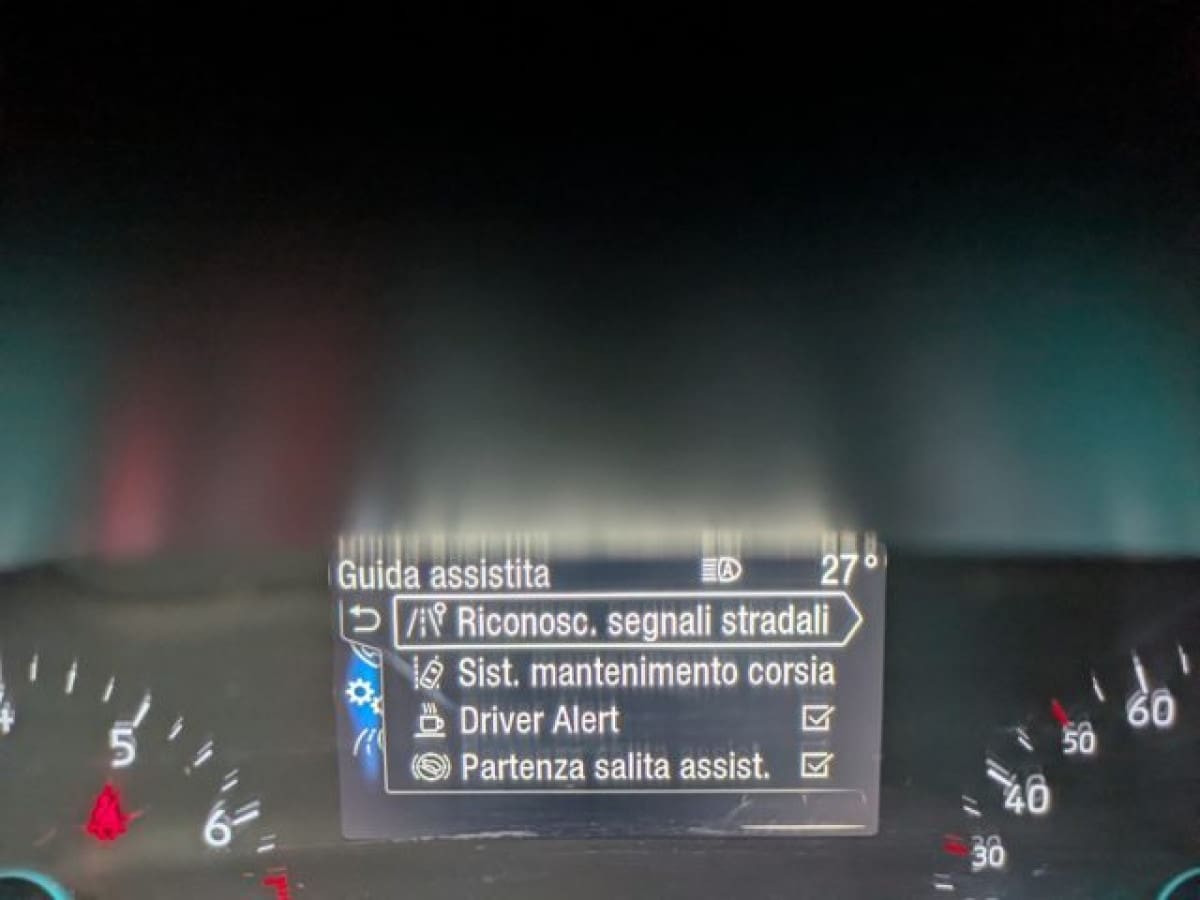 Guida assistita A 27°
Riconosc. segnali stradali
Sist. mantenimento corsia
Driver Alert
Partenza salita assist.
5
6
60
50
40
30